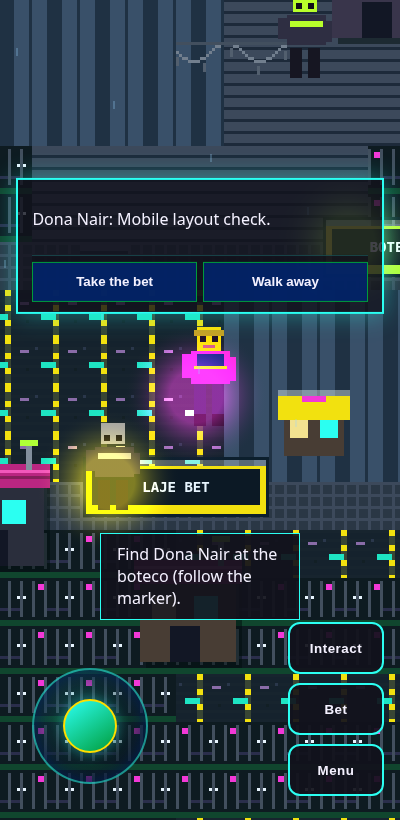 Dona Nair: Mobile layout check.
BOTE
Take the bet
Walk away
LAJE BET
Find Dona Nair at the
boteco (follow the
marker).
Interact
Bet
Menu